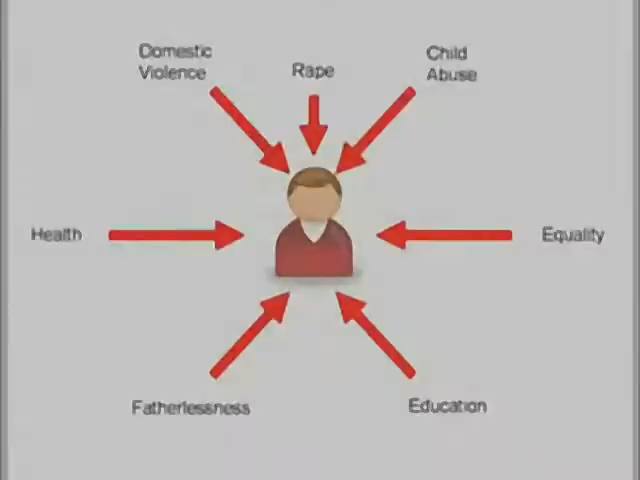 Domestic
Violence
Rape
Child
Abuse
Health
Equality
Fatherlessness
Education